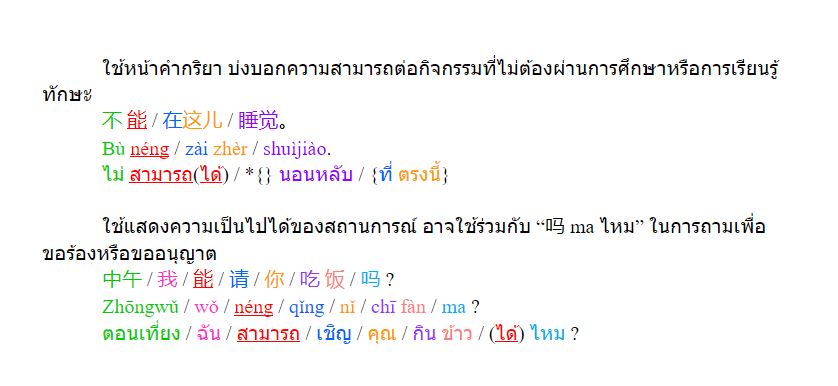 ใช้หน้าคำกริยา บ่งบอกความสามารถต่อกิจกรรมที่ไม่ต้องผ่านการศึกษาหรือการเรียนรู้
ทักษะ
不 能 / 在这儿 / 睡觉。
Bù néng / zài zhèr / shuìjiào.
ไม่ สามารถ(ได้) / *{} นอนหลับ / {ที่ ตรงนี้}
ใช้แสดงความเป็นไปได้ของสถานการณ์ อาจใช้ร่วมกับ “吗 ma ไหม” ในการถามเพื่อ
ขอร้องหรือขออนุญาต
中午 / 我 / 能 / 请 / 你 / 吃 饭 / 吗 ?
Zhōngwǔ / wǒ / néng / qǐng / nǐ / chī fàn / ma ?
ตอนเที่ยง / ฉัน / สามารถ / เชิญ / คุณ / กิน ข้าว / (ได้) ไหม ?